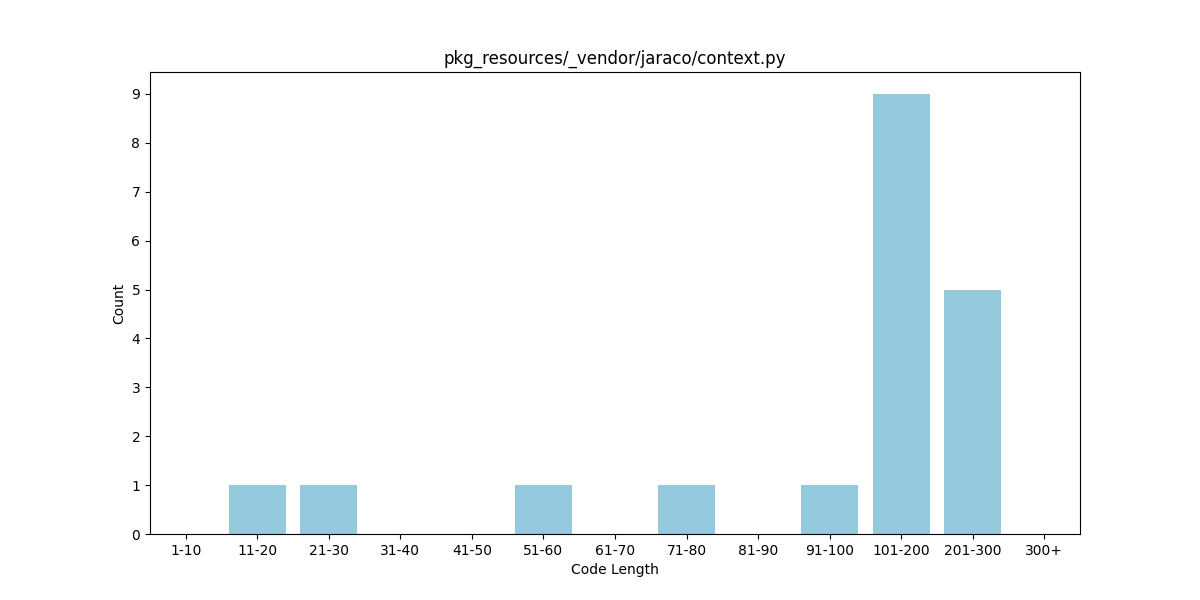 pkg_resources/_vendor/jaraco/context.py
9
8
7
6
5
4
3
2
1
0
Count
1-10 11-20 21-30 31-40 41-50 51-60 61-70 71-80 81-90 91-100 101-200 201-300 300+
Code Length